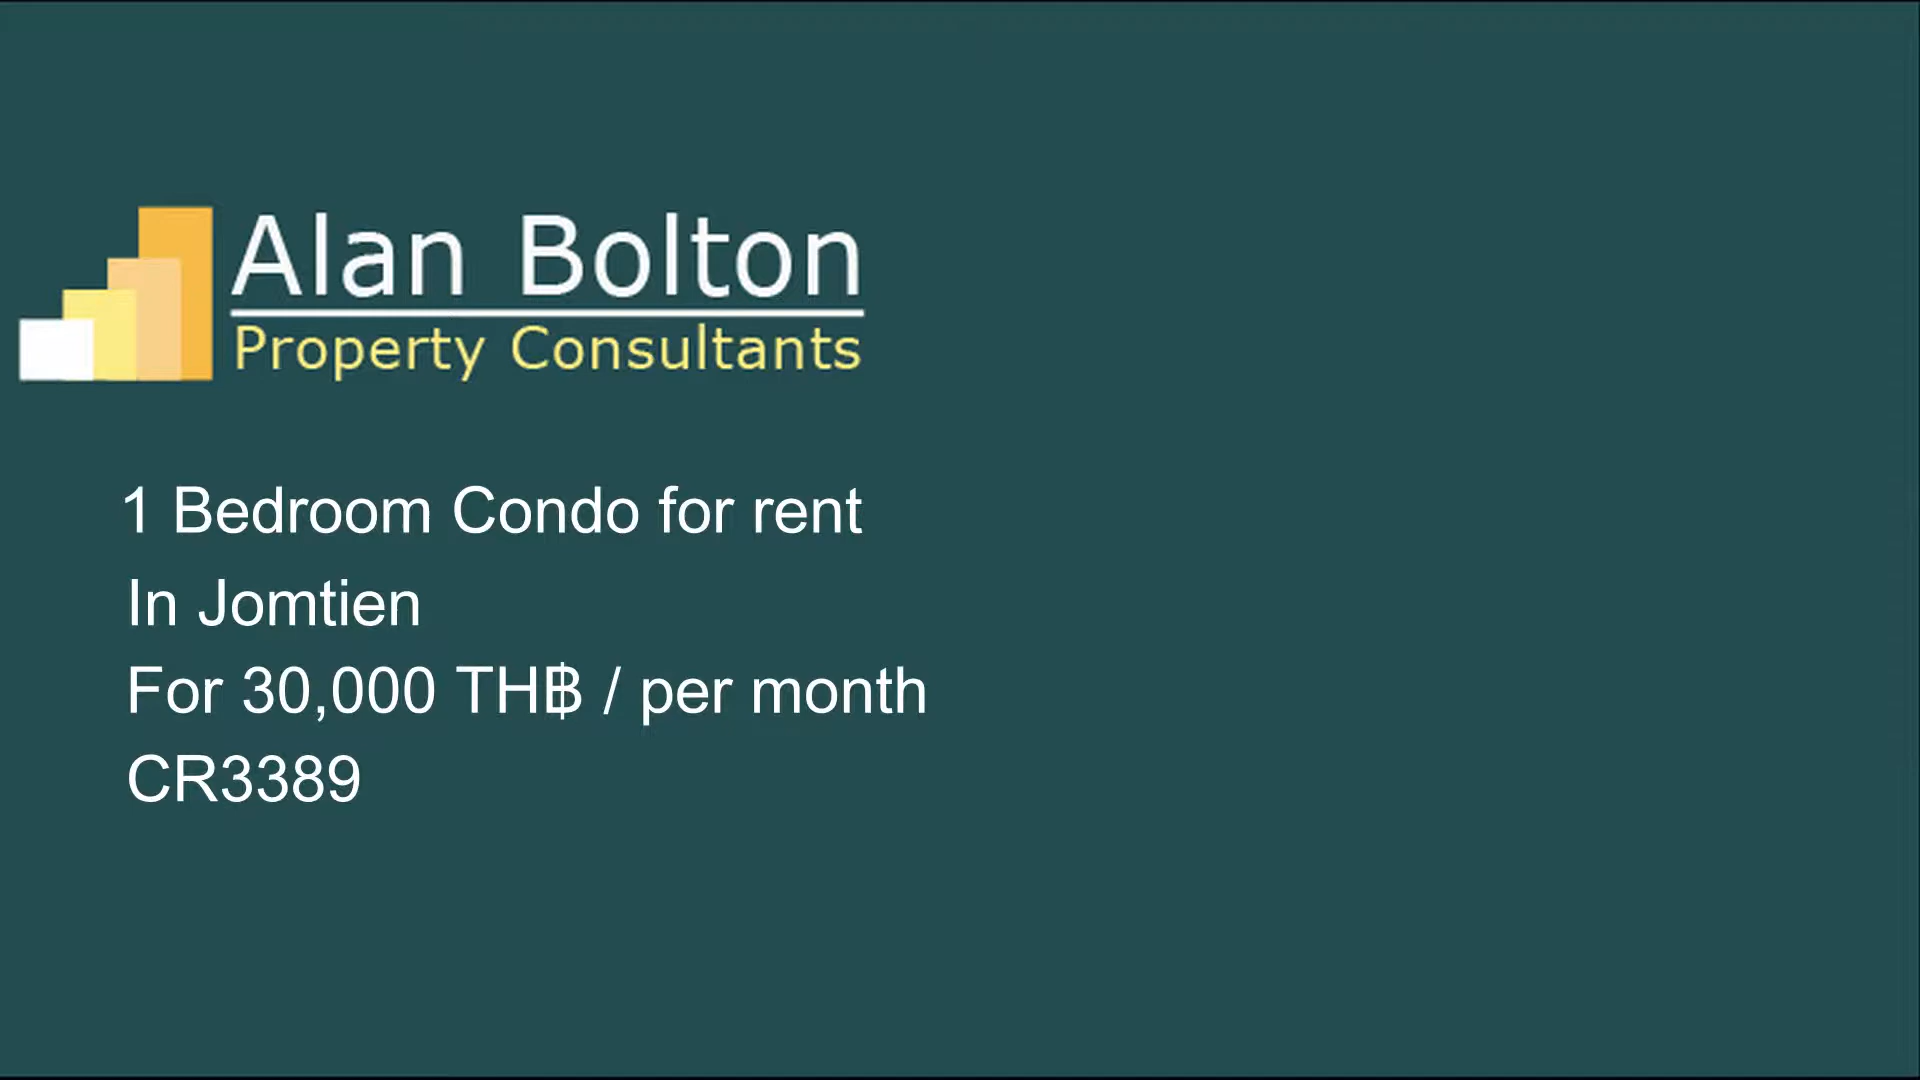 Alan Bolton
Property Consultants
1 Bedroom Condo for rent
In Jomtien
For 30,000 TH฿ / per month
CR3389